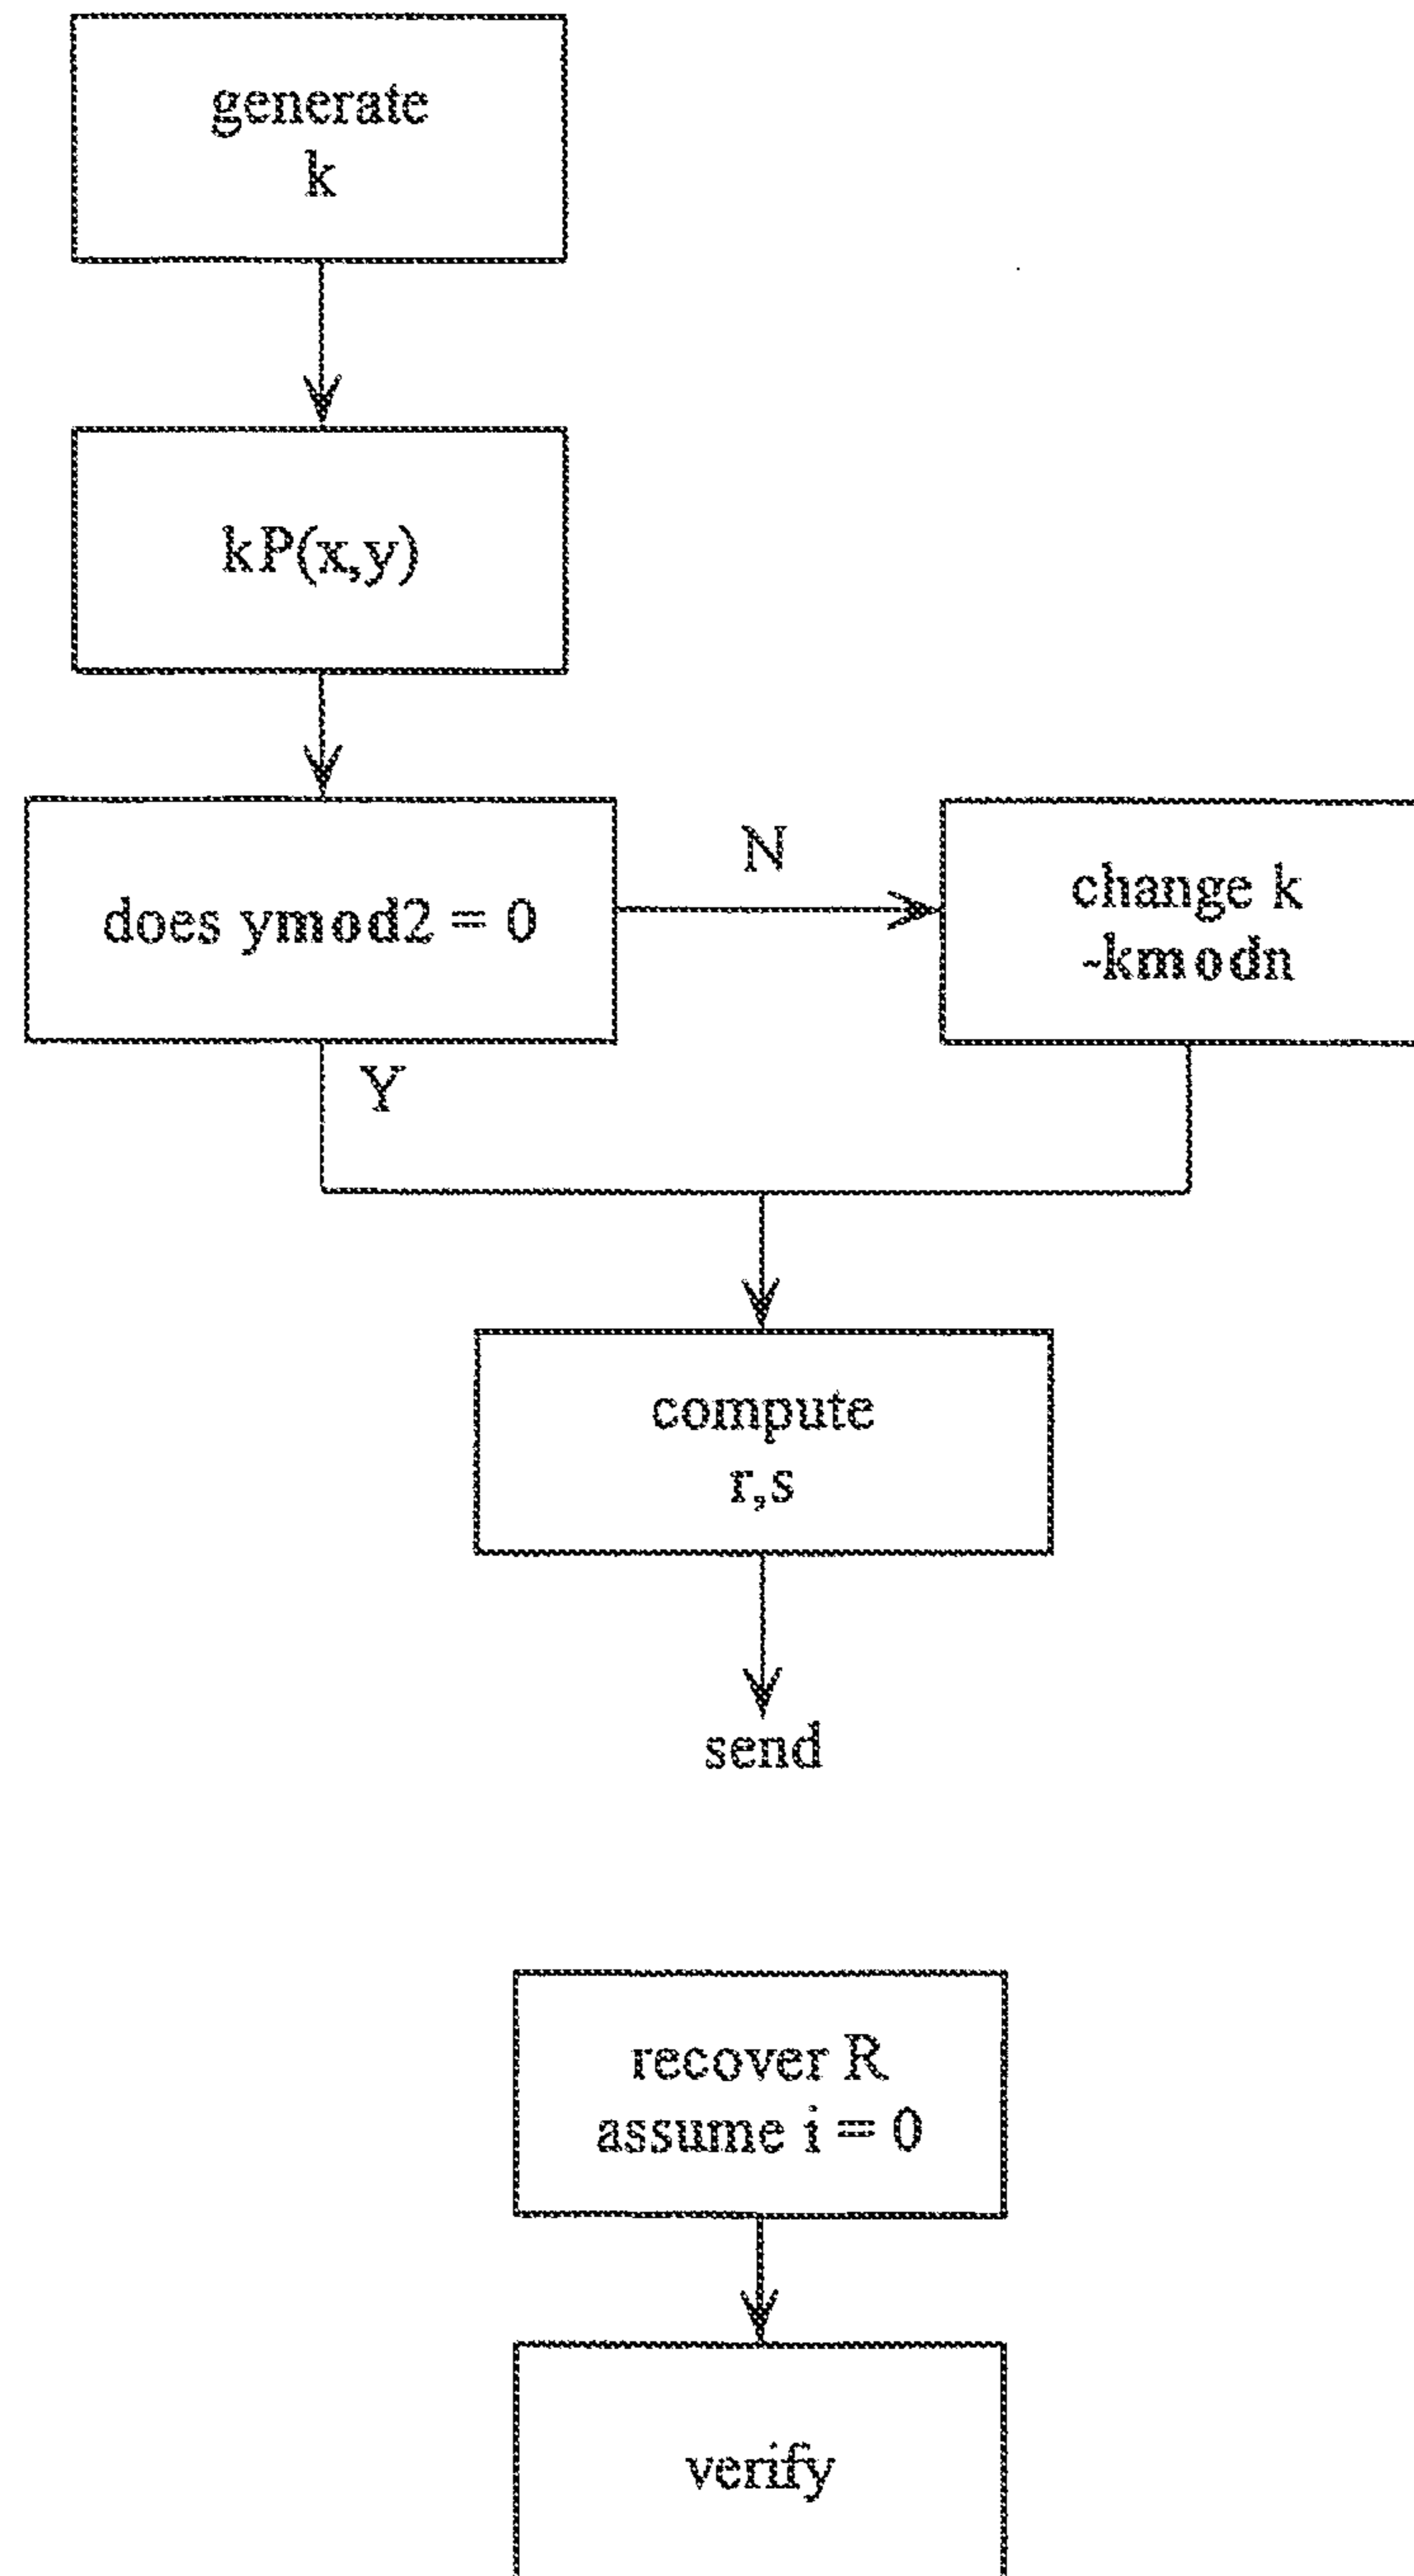 generate
k
kP(x,y)
does ymod2 = 0
N
change k
-kmodn
Y
compute
r,s
send
recover R
assume i = 0
verify